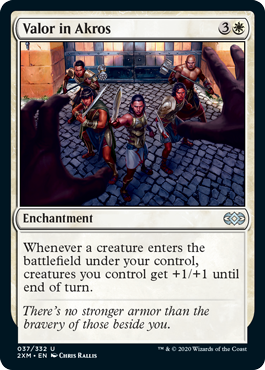 Valor in Akros 3
Enchantment
Whenever a creature enters the
battlefield under your control,
creatures you control get +1/+1 until
end of turn.
There's no stronger armor than the
bravery of those beside you.
037/332 U
2XM • EN Chris Rallis ™ & © 2020 Wizards of the Coast